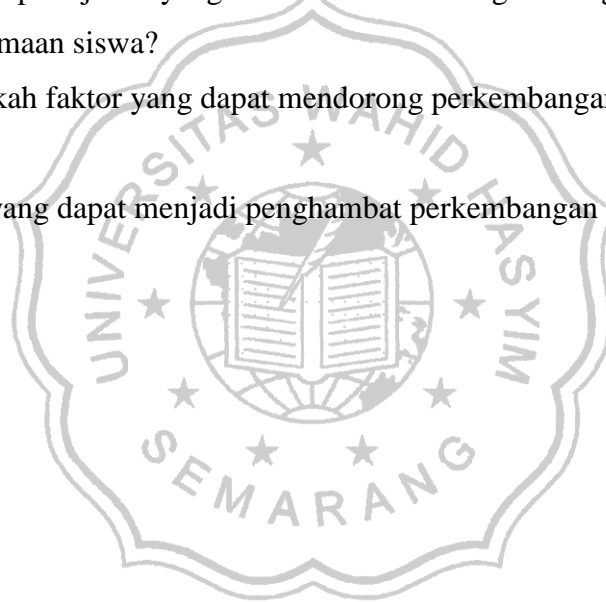 maan siswa?
kah faktor yang dapat mendorong perkembangan
yang dapat menjadi penghambat perkembangan
UNIVERSITAS WAHID HASYIM
SEMARANG